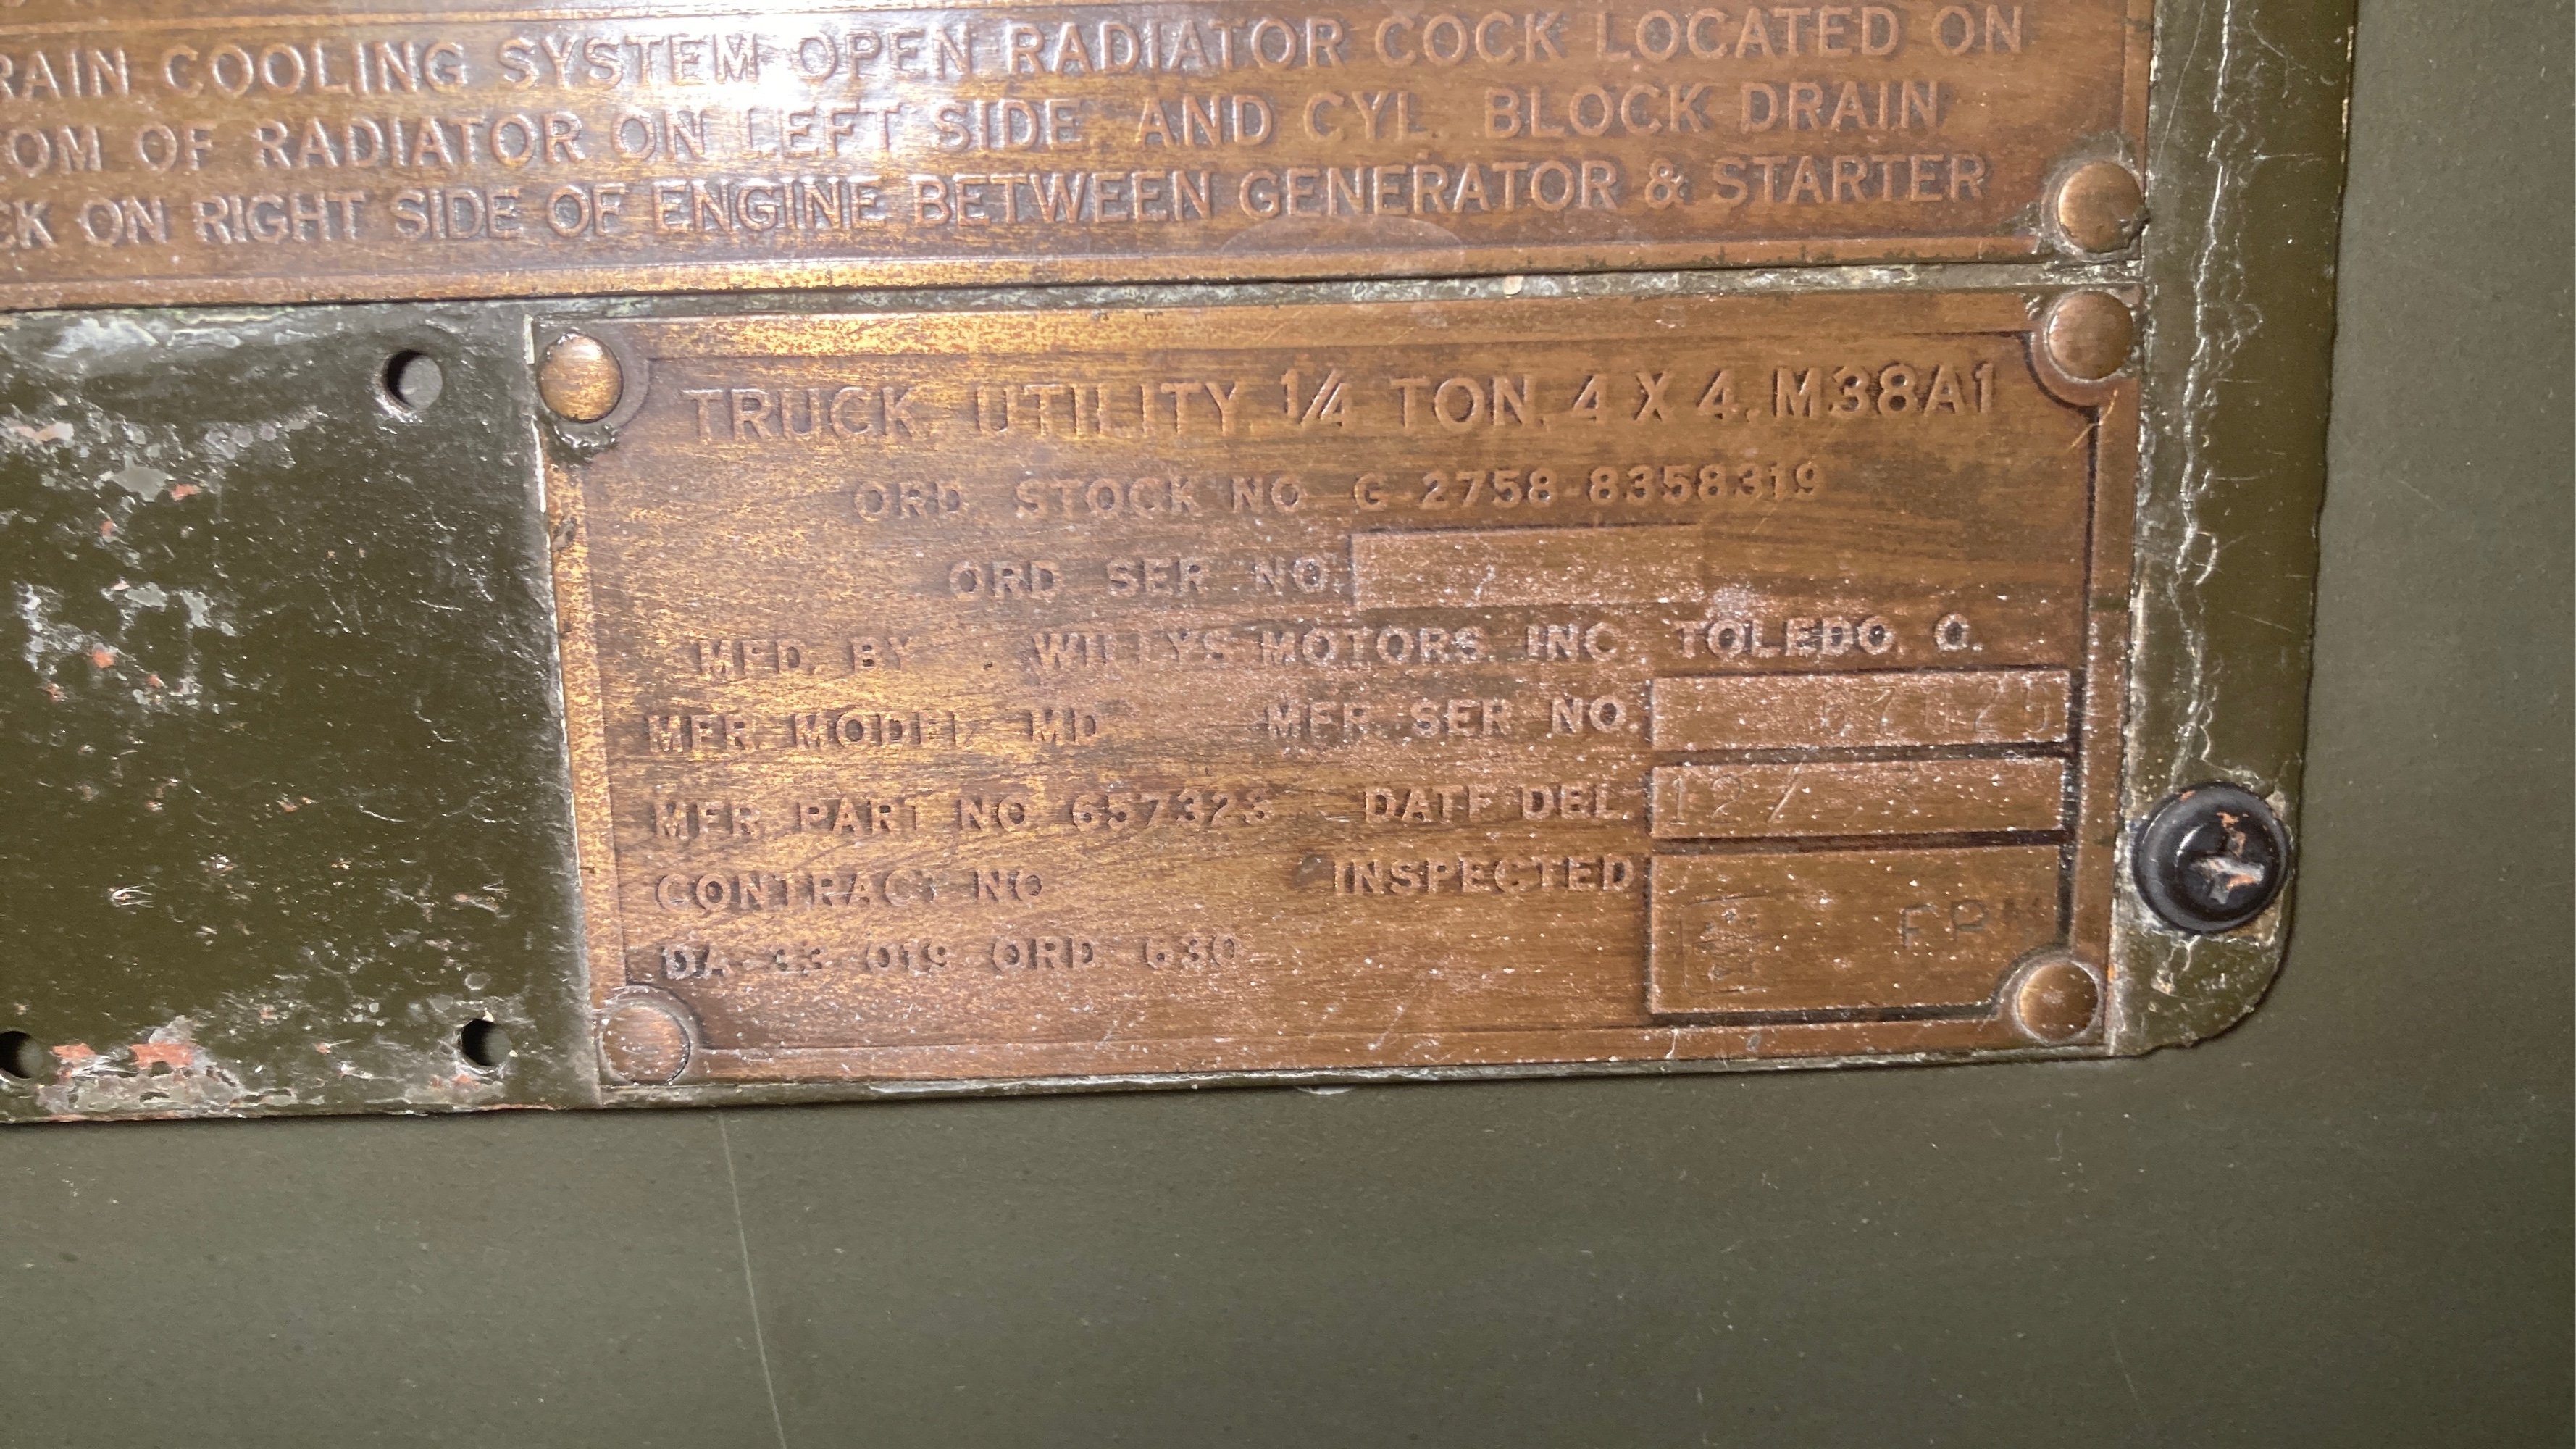 RAIN COOLING SYSTEM OPEN RADIATOR COCK LOCATED ON
OM OF RADIATOR ON LEFT SIDE AND CYL. BLOCK DRAIN
CK ON RIGHT SIDE OF ENGINE BETWEEN GENERATOR & STARTER
TRUCK, UTILITY, 1/4 TON, 4 X 4, M38A1
ORD. STOCK NO. G-2758-8358319
ORD SER NO.
MFD. BY WILLYS MOTORS, INC. TOLEDO, O.
MFR. MODEL MD MFR SER NO.
MFR PART NO 657323 DATE DEL. 12/
CONTRACT NO INSPECTED
DA-33-019 ORD 630